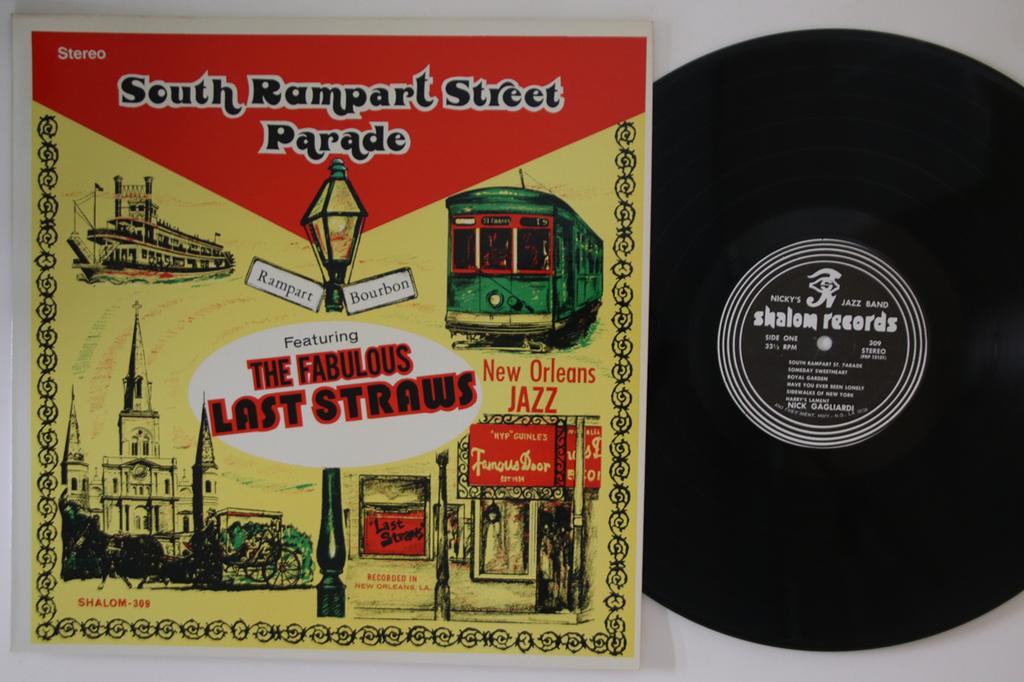 Stereo
South Rampart Street
Parade
ST. CHARLES
Rampart
Bourbon
Featuring
THE FABULOUS
LAST STRAWS
New Orleans
JAZZ
"HYP" GUINLE'S
Famous Door
EST 1934
Last
Straws
RECORDED IN
NEW ORLEANS, LA.
SHALOM-309
NICKY'S JAZZ BAND
shalom records
SIDE ONE
33⅓ RPM
309
STEREO
SOUTH RAMPART ST. PARADE
SOMEDAY SWEETHEART
ROYAL GARDEN
HAVE YOU EVER BEEN LONELY
SIDEWALKS OF NEW YORK
HARRY'S LAMENT
NICK GAGLIARDI